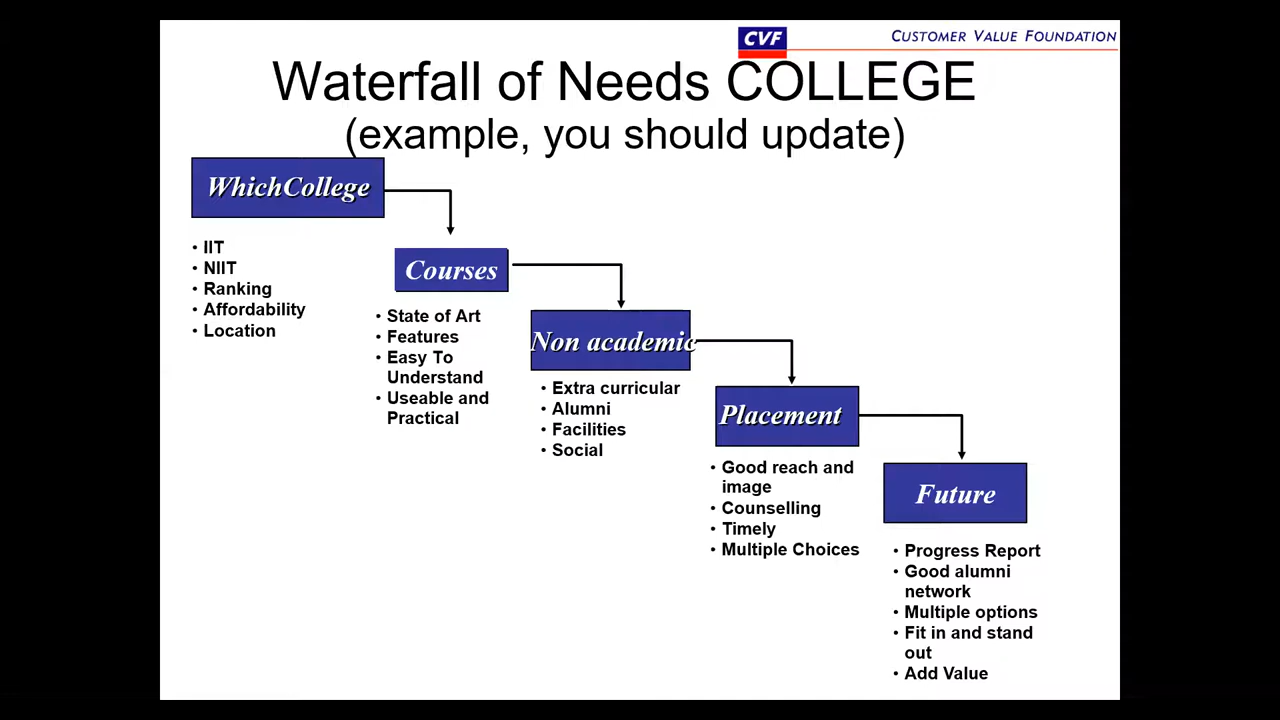 CVF
CUSTOMER VALUE FOUNDATION
Waterfall of Needs COLLEGE
(example, you should update)
WhichCollege
• IIT
• NIIT
• Ranking
• Affordability
• Location
Courses
• State of Art
• Features
• Easy To
Understand
• Useable and
Practical
Non academic
• Extra curricular
• Alumni
• Facilities
• Social
Placement
• Good reach and
image
• Counselling
• Timely
• Multiple Choices
Future
• Progress Report
• Good alumni
network
• Multiple options
• Fit in and stand
out
• Add Value